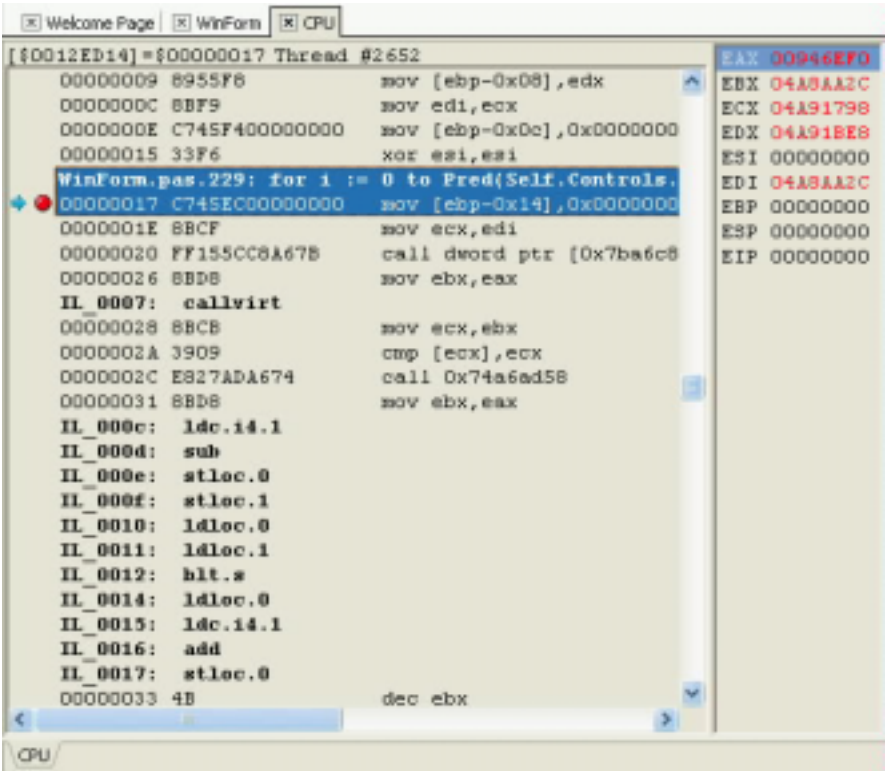 Welcome Page WinForm CPU
[$0012ED14]=$00000017 Thread #2652
00000009 8955F8 mov [ebp-0x08],edx
0000000C 8BF9 mov edi,ecx
0000000E C745F400000000 mov [ebp-0x0c],0x0000000
00000015 33F6 xor esi,esi
WinForm.pas.229: for i := 0 to Pred(Self.Controls.
00000017 C745EC00000000 mov [ebp-0x14],0x0000000
0000001E 8BCF mov ecx,edi
00000020 FF155CC8A67B call dword ptr [0x7ba6c8
00000026 8BD8 mov ebx,eax
IL_0007: callvirt
00000028 8BCB mov ecx,ebx
0000002A 3909 cmp [ecx],ecx
0000002C E827ADA674 call 0x74a6ad58
00000031 8BD8 mov ebx,eax
IL_000c: ldc.i4.1
IL_000d: sub
IL_000e: stloc.0
IL_000f: stloc.1
IL_0010: ldloc.0
IL_0011: ldloc.1
IL_0012: blt.s
IL_0014: ldloc.0
IL_0015: ldc.i4.1
IL_0016: add
IL_0017: stloc.0
00000033 4B dec ebx
EAX 00946EF0
EBX 04A8AA2C
ECX 04A91798
EDX 04A91BE8
ESI 00000000
EDI 04A8AA2C
EBP 00000000
ESP 00000000
EIP 00000000
CPU